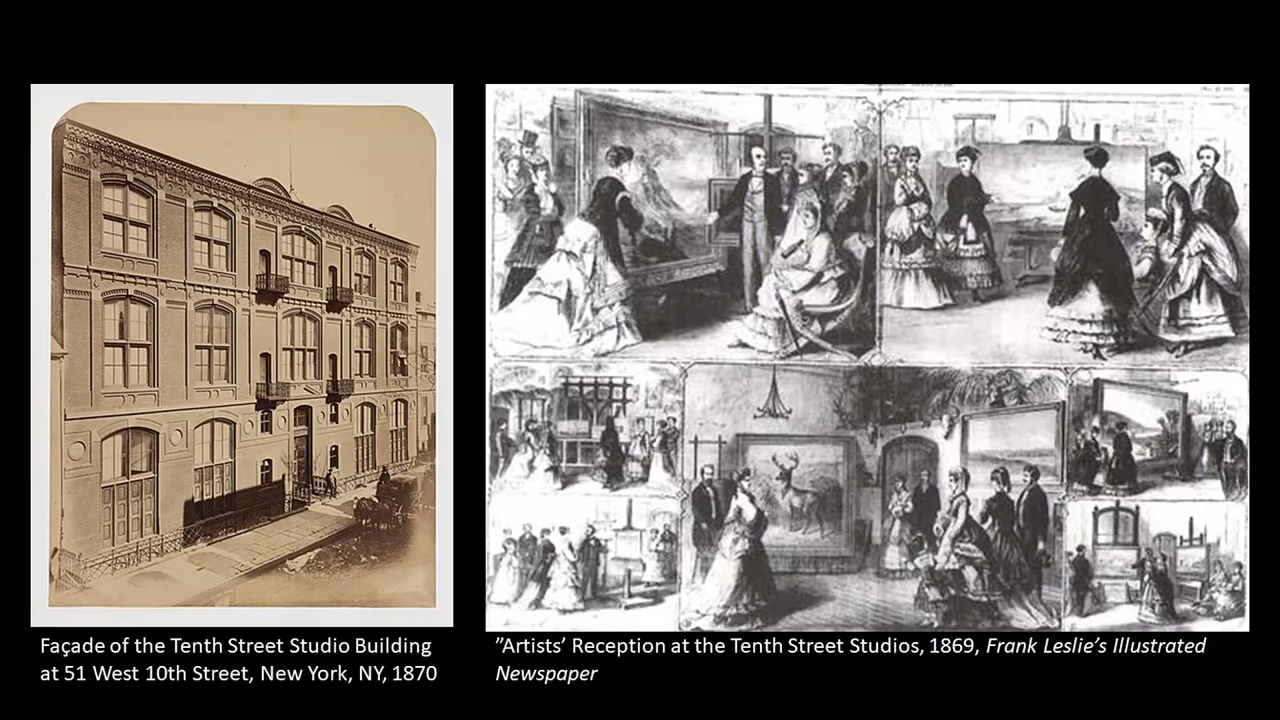 Façade of the Tenth Street Studio Building
at 51 West 10th Street, New York, NY, 1870
”Artists’ Reception at the Tenth Street Studios, 1869, Frank Leslie’s Illustrated
Newspaper